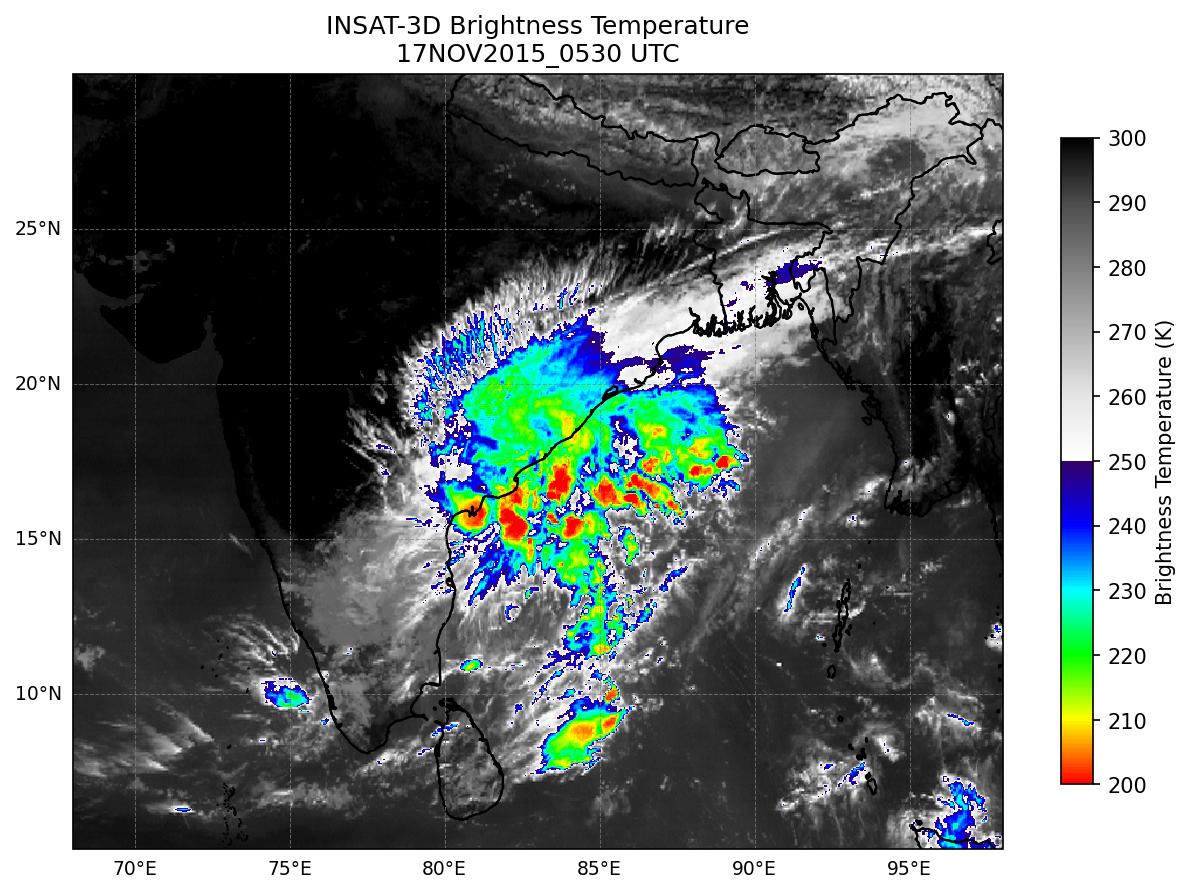 INSAT-3D Brightness Temperature
17NOV2015_0530 UTC
25°N
20°N
15°N
10°N
70°E
75°E
80°E
85°E
90°E
95°E
300
290
280
270
260
250
240
230
220
210
200
Brightness Temperature (K)